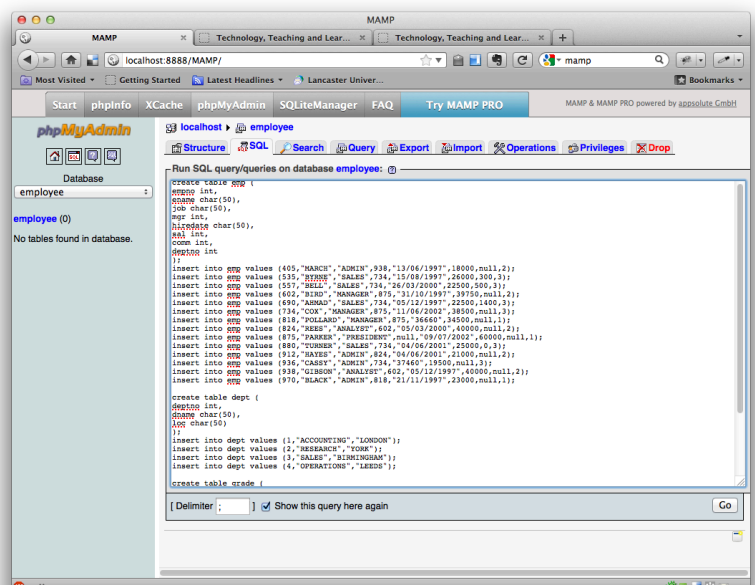 MAMP
MAMP
Technology, Teaching and Lear...
Technology, Teaching and Lear...
localhost:8888/MAMP/
mamp
Most Visited
Getting Started
Latest Headlines
Lancaster Univer...
Bookmarks
Start phpInfo XCache phpMyAdmin SQLiteManager FAQ Try MAMP PRO
MAMP & MAMP PRO powered by appsolute GmbH
phpMyAdmin
SQL
Database
employee
employee (0)
No tables found in database.
localhost employee
Structure SQL Search Query Export Import Operations Privileges Drop
Run SQL query/queries on database employee:
create table emp (
empno int,
ename char(50),
job char(50),
mgr int,
hiredate char(50),
sal int,
comm int,
deptno int
);
insert into emp values (405,"MARCH","ADMIN",938,"13/06/1997",18000,null,2);
insert into emp values (535,"BYRNE","SALES",734,"15/08/1997",26000,300,3);
insert into emp values (557,"BELL","SALES",734,"26/03/2000",22500,500,3);
insert into emp values (602,"BIRD","MANAGER",875,"31/10/1997",39750,null,2);
insert into emp values (690,"AHMAD","SALES",734,"05/12/1997",22500,1400,3);
insert into emp values (734,"COX","MANAGER",875,"11/06/2002",38500,null,3);
insert into emp values (818,"POLLARD","MANAGER",875,"36660",34500,null,1);
insert into emp values (824,"REES","ANALYST",602,"05/03/2000",40000,null,2);
insert into emp values (875,"PARKER","PRESIDENT",null,"09/07/2002",60000,null,1);
insert into emp values (880,"TURNER","SALES",734,"04/06/2001",25000,0,3);
insert into emp values (912,"HAYES","ADMIN",824,"04/06/2001",21000,null,2);
insert into emp values (936,"CASSY","ADMIN",734,"37460",19500,null,3);
insert into emp values (938,"GIBSON","ANALYST",602,"05/12/1997",40000,null,2);
insert into emp values (970,"BLACK","ADMIN",818,"21/11/1997",23000,null,1);
create table dept (
deptno int,
dname char(50),
loc char(50)
);
insert into dept values (1,"ACCOUNTING","LONDON");
insert into dept values (2,"RESEARCH","YORK");
insert into dept values (3,"SALES","BIRMINGHAM");
insert into dept values (4,"OPERATIONS","LEEDS");
create table grade (
[ Delimiter ; ] Show this query here again
Go